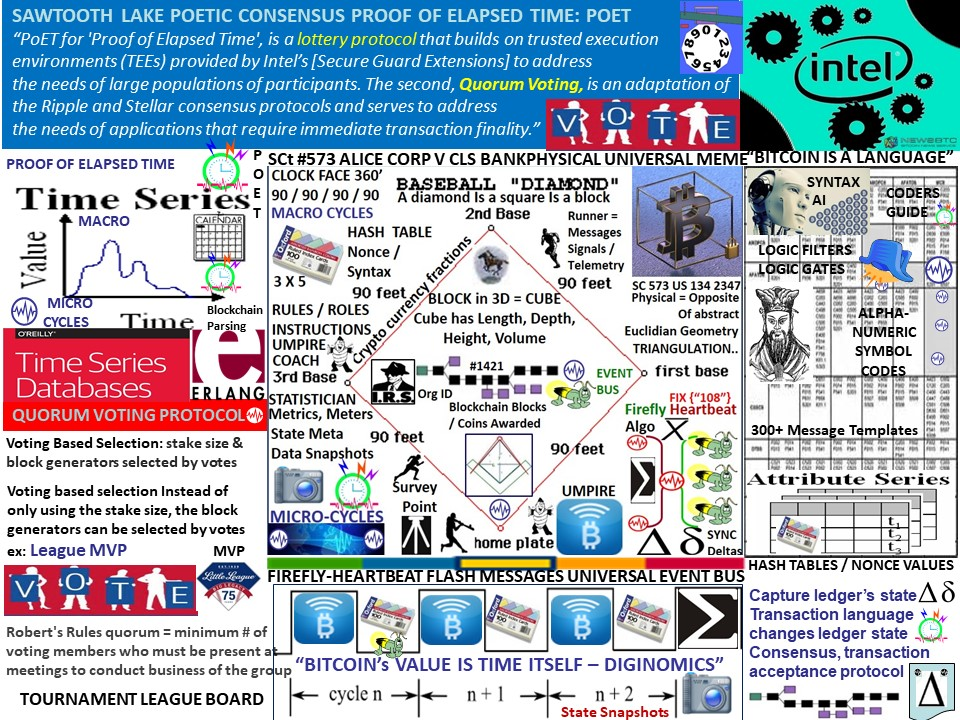 SAWTOOTH LAKE POETIC CONSENSUS PROOF OF ELAPSED TIME: POET
“PoET for 'Proof of Elapsed Time', is a lottery protocol that builds on trusted execution
environments (TEEs) provided by Intel’s [Secure Guard Extensions] to address
the needs of large populations of participants. The second, Quorum Voting, is an adaptation of
the Ripple and Stellar consensus protocols and serves to address
the needs of applications that require immediate transaction finality.”
VOTE
intel
NEWSBTC
PROOF OF ELAPSED TIME
POET
Time Series
MACRO
Value
CALENDAR
MICRO
CYCLES
Time
Blockchain
Parsing
O'REILLY
Time Series
Databases
e
ERLANG
QUORUM VOTING PROTOCOL
Voting Based Selection: stake size &
block generators selected by votes
Voting based selection Instead of
only using the stake size, the block
generators can be selected by votes
ex: League MVP
MVP
VOTE
Little League
75
Robert's Rules quorum = minimum # of
voting members who must be present at
meetings to conduct business of the group
TOURNAMENT LEAGUE BOARD
SCt #573 ALICE CORP V CLS BANKPHYSICAL UNIVERSAL MEME
CLOCK FACE 360’
90 / 90 / 90 / 90
MACRO CYCLES
BASEBALL "DIAMOND"
A diamond is a square is a block
2nd Base
Runner =
Messages
Signals /
Telemetry
90 feet
HASH TABLE
Nonce /
Syntax
Oxford
3 X 5
90 feet
Crypto currency fractions
RULES / ROLES
INSTRUCTIONS
UMPIRE
COACH
3rd Base
BLOCK in 3D = CUBE
Cube has Length, Depth,
Height, Volume
SC 573 US 134 2347
Physical = Opposite
Of abstract
Euclidian Geometry
TRIANGULATION..
first base
I.R.S.
Org ID
#1421
EVENT
BUS
Blockchain Blocks
/ Coins Awarded
STATISTICIAN
Metrics, Meters
State Meta
Data Snapshots
90 feet
90 feet
FIX {“108”}
Firefly Heartbeat
Algo
Survey
Point
UMPIRE
MICRO-CYCLES
home plate
Δ δ
SYNC
Deltas
FIREFLY-HEARTBEAT FLASH MESSAGES UNIVERSAL EVENT BUS
“BITCOIN’s VALUE IS TIME ITSELF – DIGINOMICS”
cycle n
n + 1
n + 2
State Snapshots
“BITCOIN IS A LANGUAGE”
SYNTAX
AI
CODERS
GUIDE
LOGIC FILTERS
LOGIC GATES
ALPHA-
NUMERIC
SYMBOL
CODES
300+ Message Templates
Attribute Series
t1
t2
t3
HASH TABLES / NONCE VALUES
Capture ledger’s state Δ δ
Transaction language
changes ledger state
Consensus, transaction
acceptance protocol
Δ